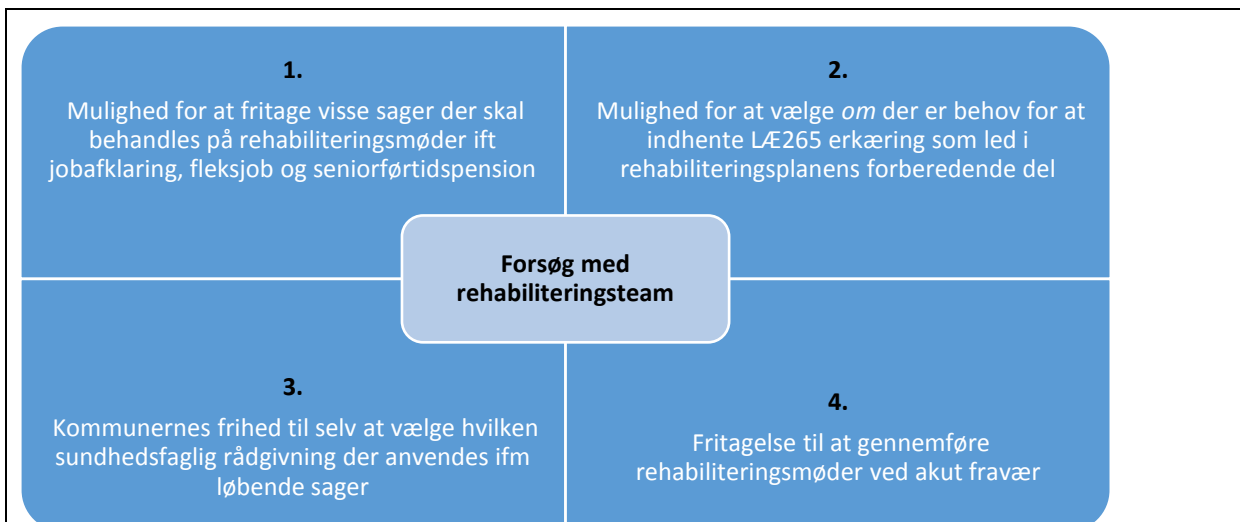 1.
Mulighed for at fritage visse sager der skal
behandles på rehabiliteringsmøder ift
jobafklaring, fleksjob og seniorførtidspension
2.
Mulighed for at vælge om der er behov for at
indhente LÆ265 erkæring som led i
rehabiliteringsplanens forberedende del
Forsøg med
rehabiliteringsteam
3.
Kommunernes frihed til selv at vælge hvilken
sundhedsfaglig rådgivning der anvendes ifm
løbende sager
4.
Fritagelse til at gennemføre
rehabiliteringsmøder ved akut fravær